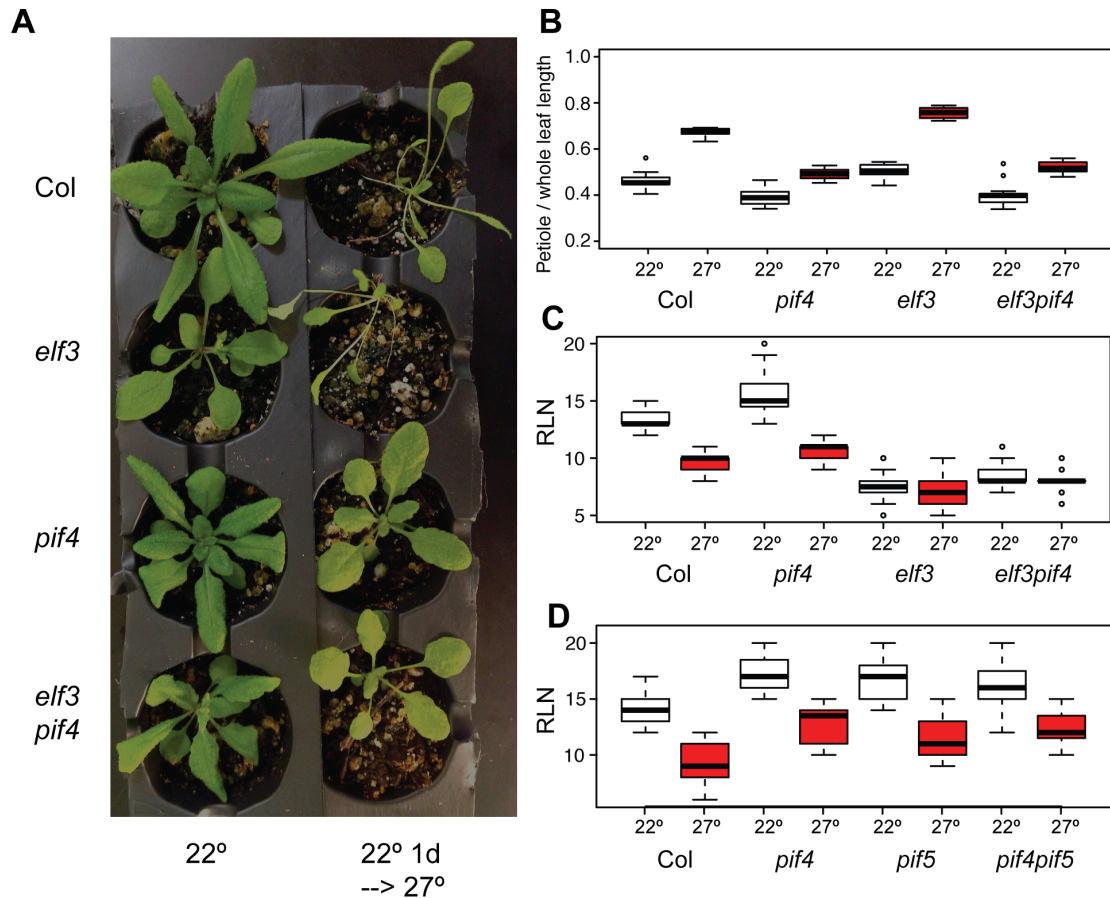 A
Col
elf3
pif4
elf3
pif4
22º
22º 1d
--> 27º
B
Petiole / whole leaf length
1.0
0.8
0.6
0.4
0.2
22º 27º 22º 27º 22º 27º 22º 27º
Col pif4 elf3 elf3pif4
C
RLN
20
15
10
5
22º 27º 22º 27º 22º 27º 22º 27º
Col pif4 elf3 elf3pif4
D
RLN
20
15
10
22º 27º 22º 27º 22º 27º 22º 27º
Col pif4 pif5 pif4pif5